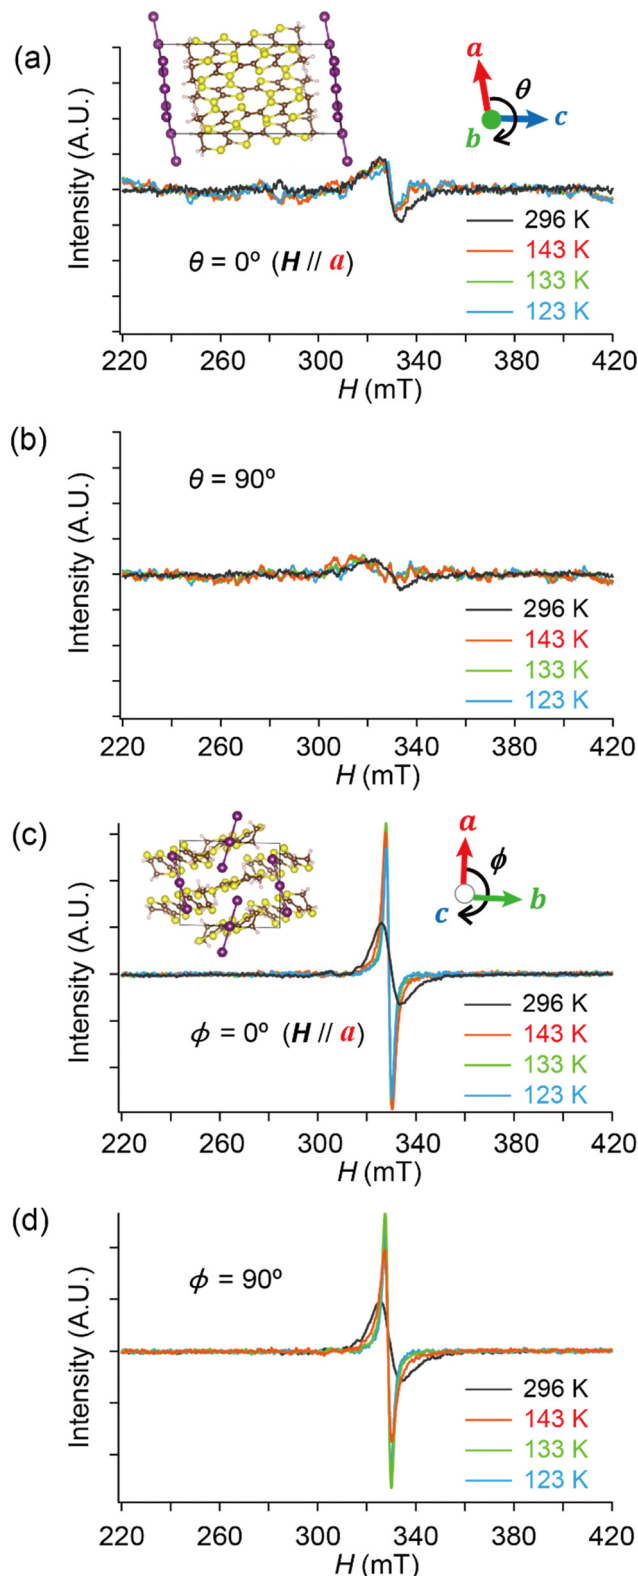 (a)
a
θ
c
b
Intensity (A.U.)
θ = 0º (H // a)
296 K
143 K
133 K
123 K
220 260 300 340 380 420
H (mT)
(b)
θ = 90º
Intensity (A.U.)
296 K
143 K
133 K
123 K
220 260 300 340 380 420
H (mT)
(c)
a
ϕ
b
c
Intensity (A.U.)
ϕ = 0º (H // a)
296 K
143 K
133 K
123 K
220 260 300 340 380 420
H (mT)
(d)
ϕ = 90º
Intensity (A.U.)
296 K
143 K
133 K
123 K
220 260 300 340 380 420
H (mT)